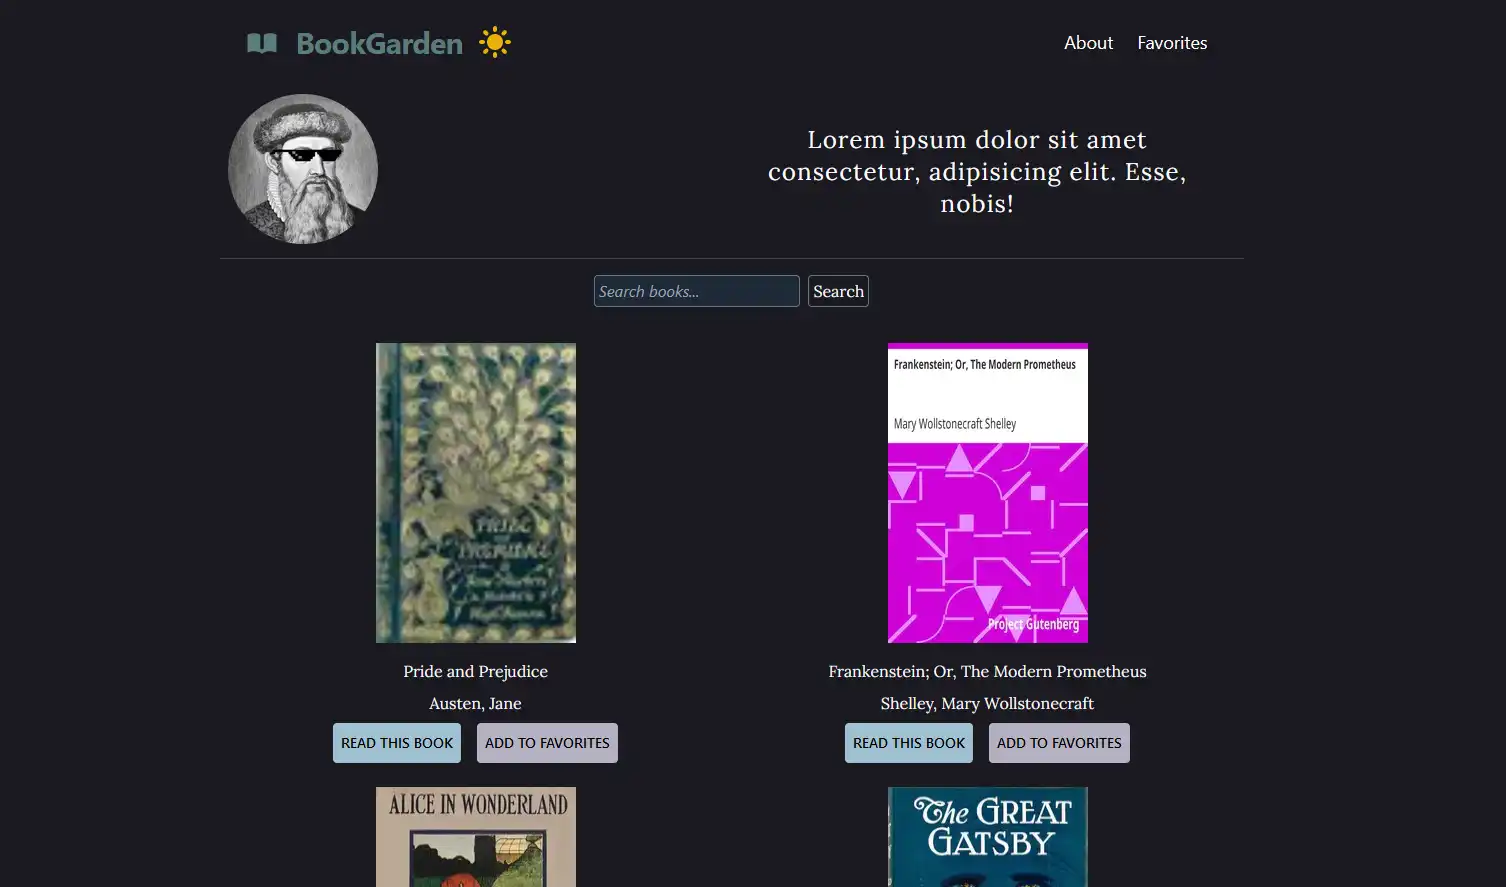 BookGarden
About Favorites
Lorem ipsum dolor sit amet
consectetur, adipisicing elit. Esse,
nobis!
Search books...
Search
PRIDE
PREJUDICE
Frankenstein; Or, The Modern Prometheus
Mary Wollstonecraft Shelley
Project Gutenberg
Pride and Prejudice
Austen, Jane
READ THIS BOOK
ADD TO FAVORITES
Frankenstein; Or, The Modern Prometheus
Shelley, Mary Wollstonecraft
READ THIS BOOK
ADD TO FAVORITES
ALICE IN WONDERLAND
The GREAT
GATSBY